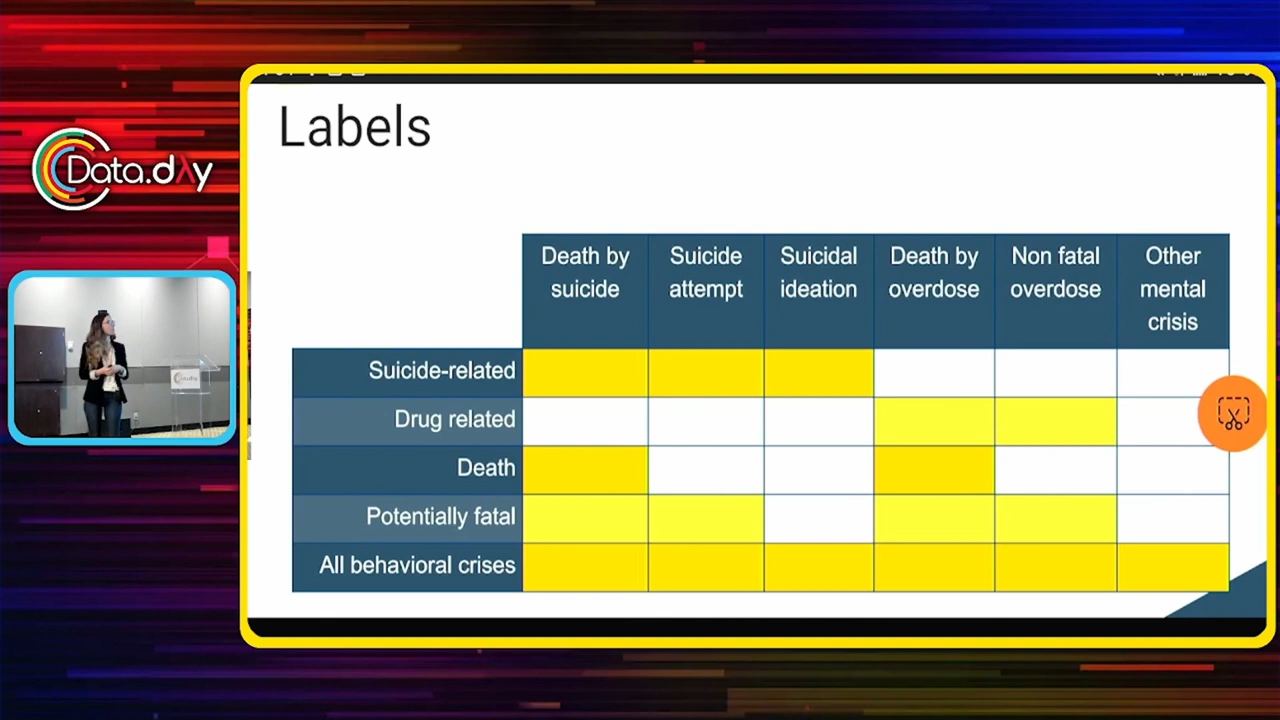 Labels
Data.dAy
Death by suicide
Suicide attempt
Suicidal ideation
Death by overdose
Non fatal overdose
Other mental crisis
Suicide-related
Drug related
Death
Potentially fatal
All behavioral crises